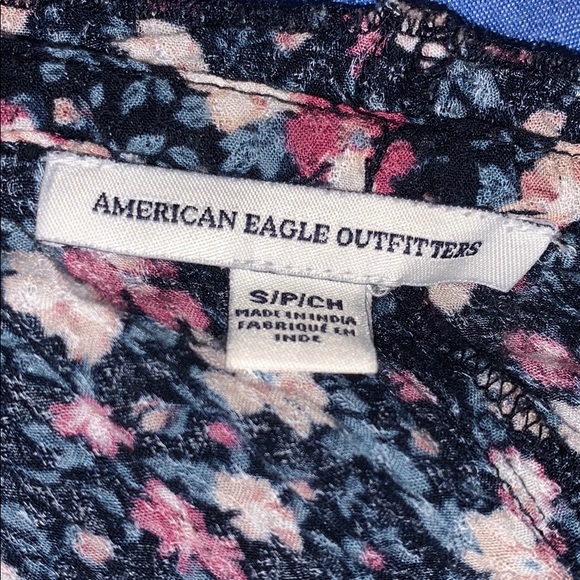 AMERICAN EAGLE OUTFITTERS
S/P/CH
MADE IN INDIA
FABRIQUÉ EN
INDE